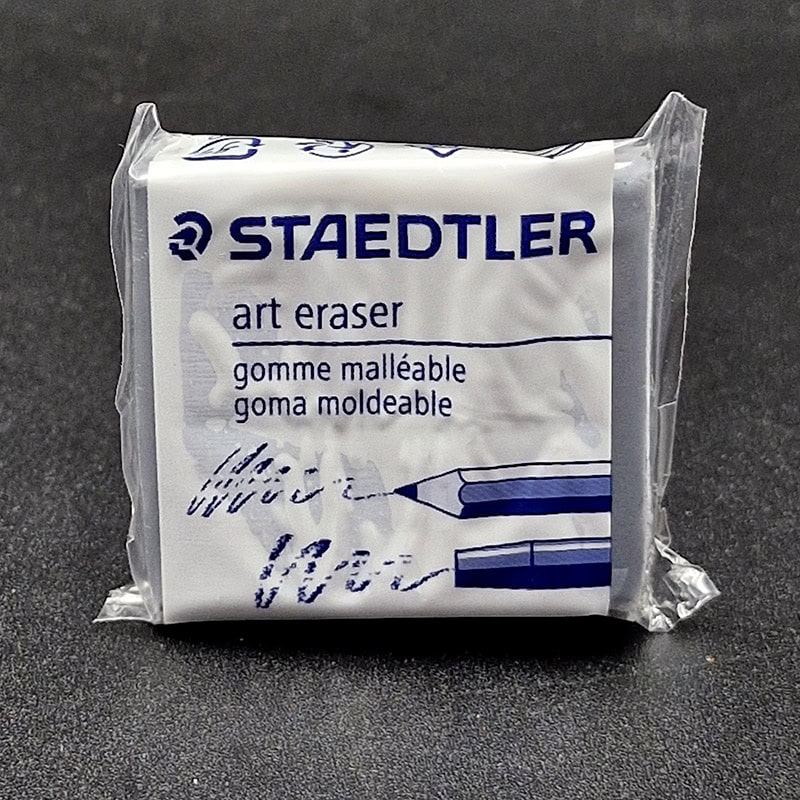 STAEDTLER
art eraser
gomme malléable
goma moldeable